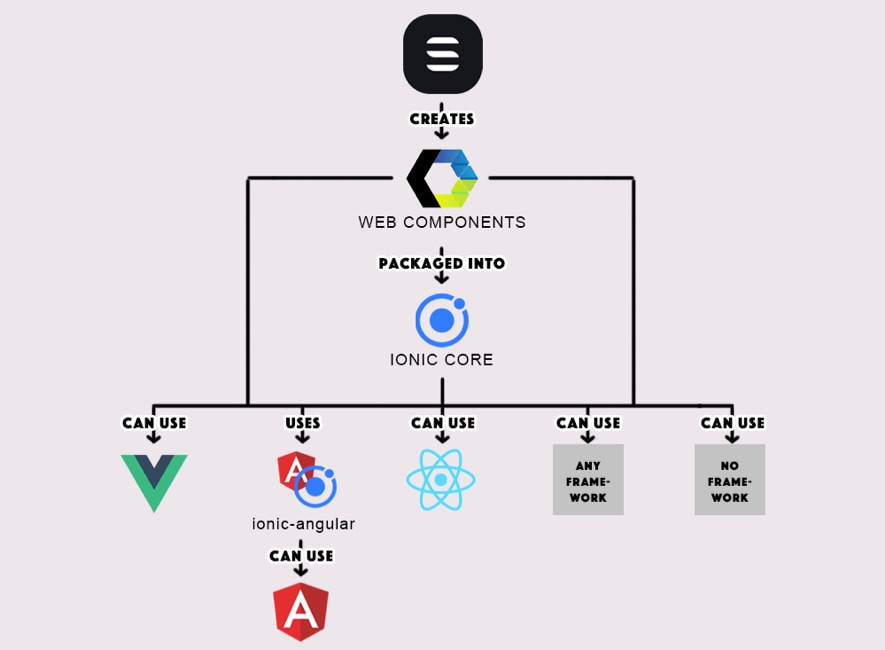 CREATES
WEB COMPONENTS
PACKAGED INTO
IONIC CORE
CAN USE
USES
CAN USE
CAN USE
CAN USE
ANY
FRAME-
WORK
NO
FRAME-
WORK
A
ionic-angular
CAN USE
A